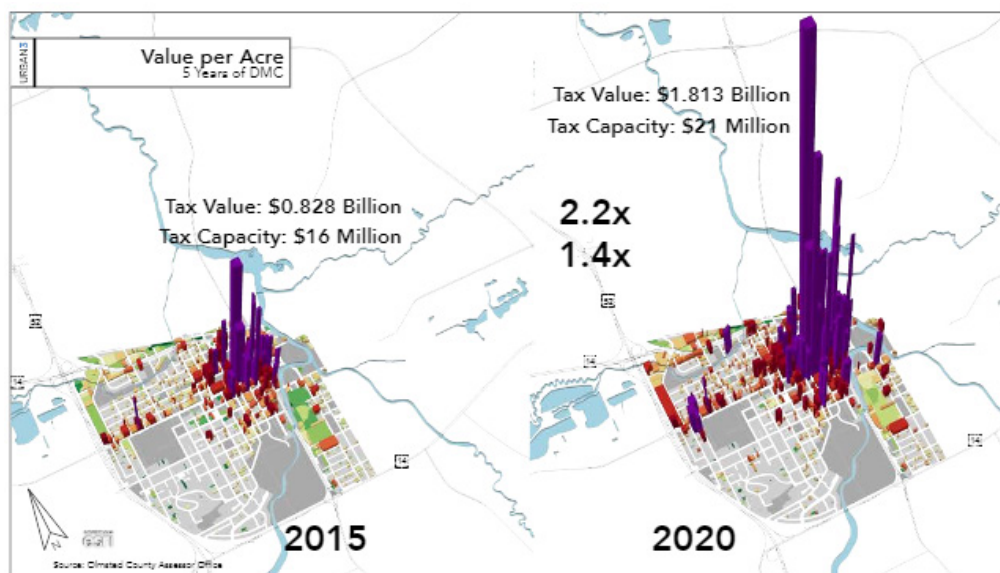 URBAN3
Value per Acre
5 Years of DMC
Tax Value: $0.828 Billion
Tax Capacity: $16 Million
14
14
N
2015
Source: Olmsted County Assessor Office
Tax Value: $1.813 Billion
Tax Capacity: $21 Million
2.2x
1.4x
14
14
2020